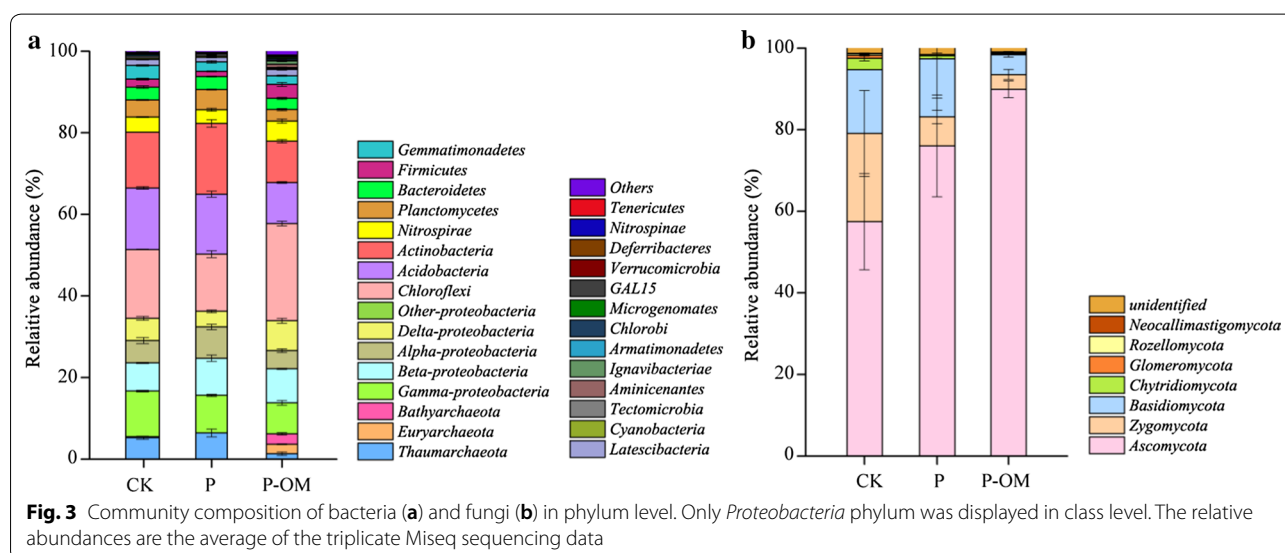 a
100
80
60
40
20
0
Relaitive abundance (%)
CK P P-OM
Gemmatimonadetes
Firmicutes
Bacteroidetes
Planctomycetes
Nitrospirae
Actinobacteria
Acidobacteria
Chloroflexi
Other-proteobacteria
Delta-proteobacteria
Alpha-proteobacteria
Beta-proteobacteria
Gamma-proteobacteria
Bathyarchaeota
Euryarchaeota
Thaumarchaeota
Others
Tenericutes
Nitrospinae
Deferribacteres
Verrucomicrobia
GAL15
Microgenomates
Chlorobi
Armatimonadetes
Ignavibacteriae
Aminicenantes
Tectomicrobia
Cyanobacteria
Latescibacteria
b
100
80
60
40
20
0
Relaitive abundance (%)
CK P P-OM
unidentified
Neocallimastigomycota
Rozellomycota
Glomeromycota
Chytridiomycota
Basidiomycota
Zygomycota
Ascomycota
Fig. 3 Community composition of bacteria (a) and fungi (b) in phylum level. Only Proteobacteria phylum was displayed in class level. The relative
abundances are the average of the triplicate Miseq sequencing data